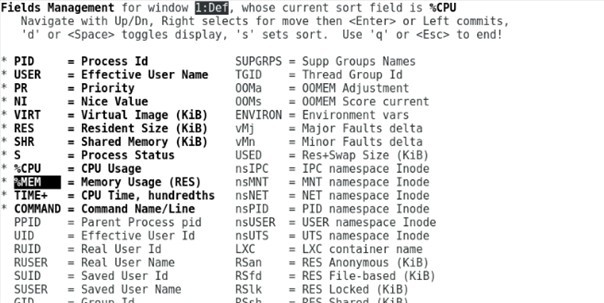 Fields Management for window 1:Def, whose current sort field is %CPU
Navigate with Up/Dn, Right selects for move then <Enter> or Left commits,
'd' or <Space> toggles display, 's' sets sort. Use 'q' or <Esc> to end!
* PID = Process Id SUPGRPS = Supp Groups Names
* USER = Effective User Name TGID = Thread Group Id
* PR = Priority OOMa = OOMEM Adjustment
* NI = Nice Value OOMs = OOMEM Score current
* VIRT = Virtual Image (KiB) ENVIRON = Environment vars
* RES = Resident Size (KiB) vMj = Major Faults delta
* SHR = Shared Memory (KiB) vMn = Minor Faults delta
* S = Process Status USED = Res+Swap Size (KiB)
* %CPU = CPU Usage nsIPC = IPC namespace Inode
* %MEM = Memory Usage (RES) nsMNT = MNT namespace Inode
* TIME+ = CPU Time, hundredths nsNET = NET namespace Inode
* COMMAND = Command Name/Line nsPID = PID namespace Inode
PPID = Parent Process pid nsUSER = USER namespace Inode
UID = Effective User Id nsUTS = UTS namespace Inode
RUID = Real User Id LXC = LXC container name
RUSER = Real User Name RSan = RES Anonymous (KiB)
SUID = Saved User Id RSfd = RES File-based (KiB)
SUSER = Saved User Name RSlk = RES Locked (KiB)
GID = Group Id RSsh = RES Shared (KiB)